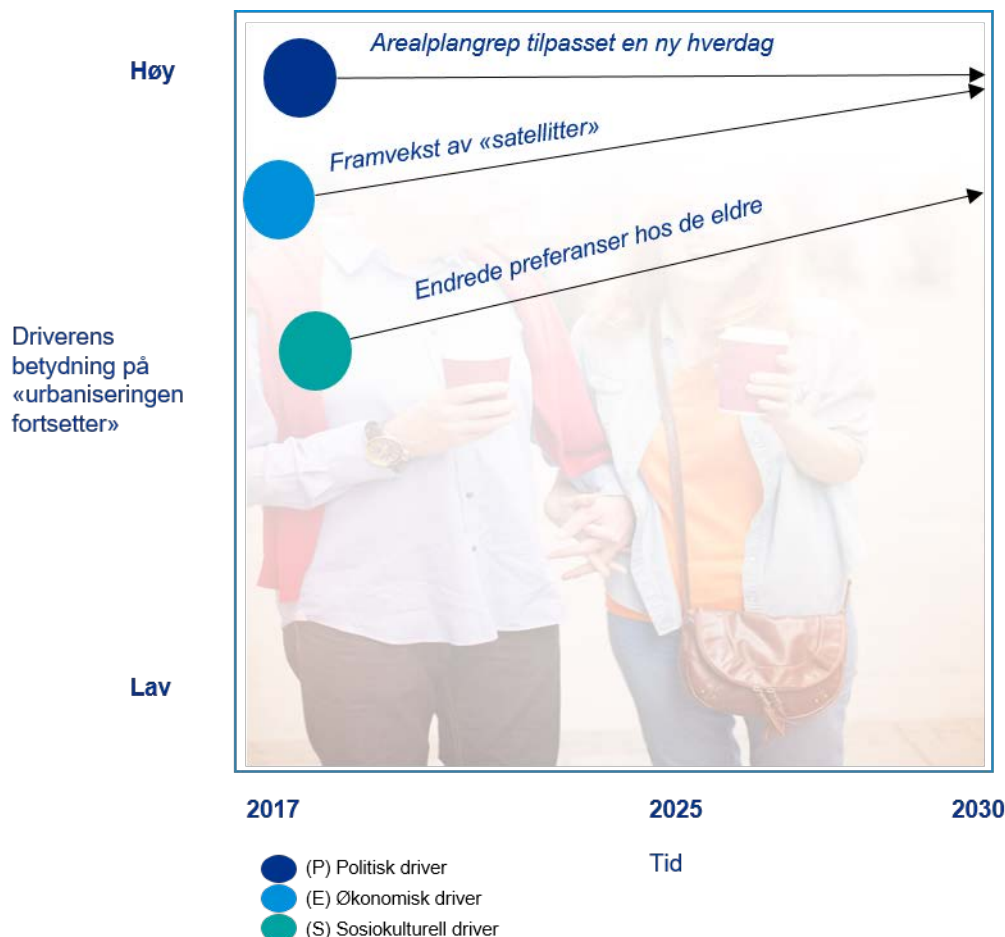 Arealplangrep tilpasset en ny hverdag
Høy
Framvekst av «satellitter»
Endrede preferanser hos de eldre
Driverens
betydning på
«urbaniseringen
fortsetter»
Lav
2017 2025 2030
Tid
(P) Politisk driver
(E) Økonomisk driver
(S) Sosiokulturell driver